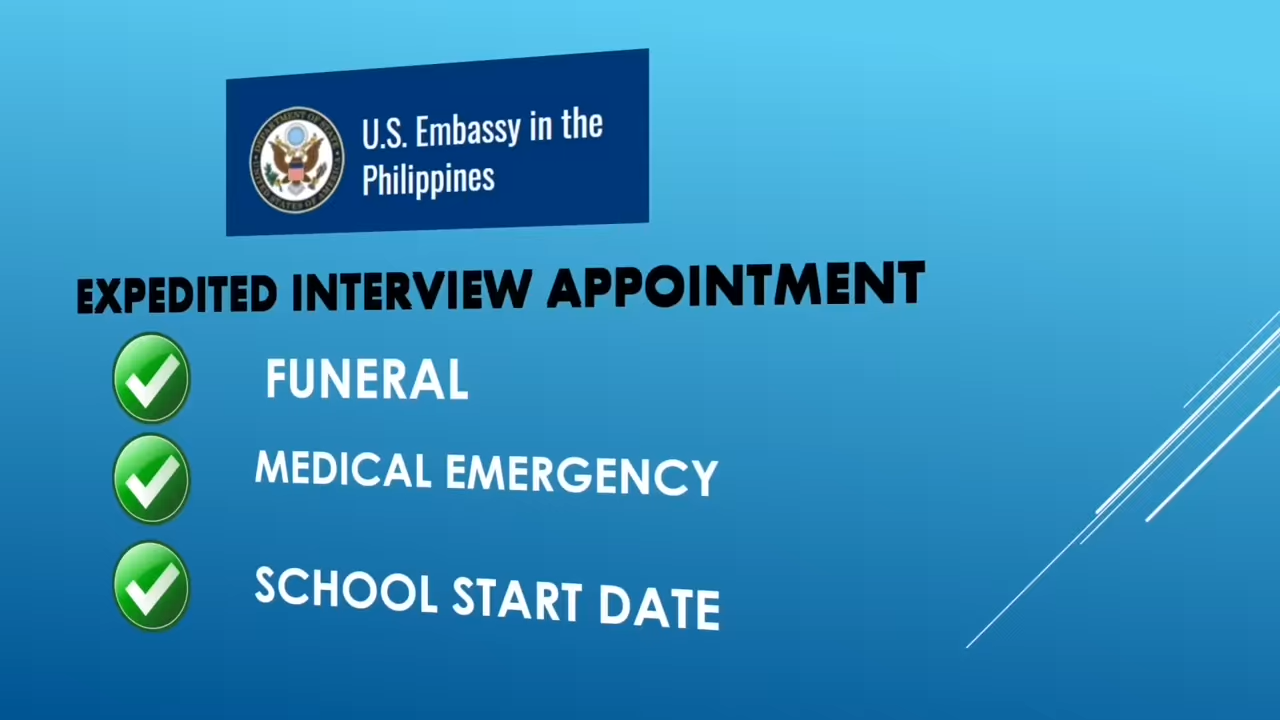 U.S. Embassy in the
Philippines
EXPEDITED INTERVIEW APPOINTMENT
FUNERAL
MEDICAL EMERGENCY
SCHOOL START DATE